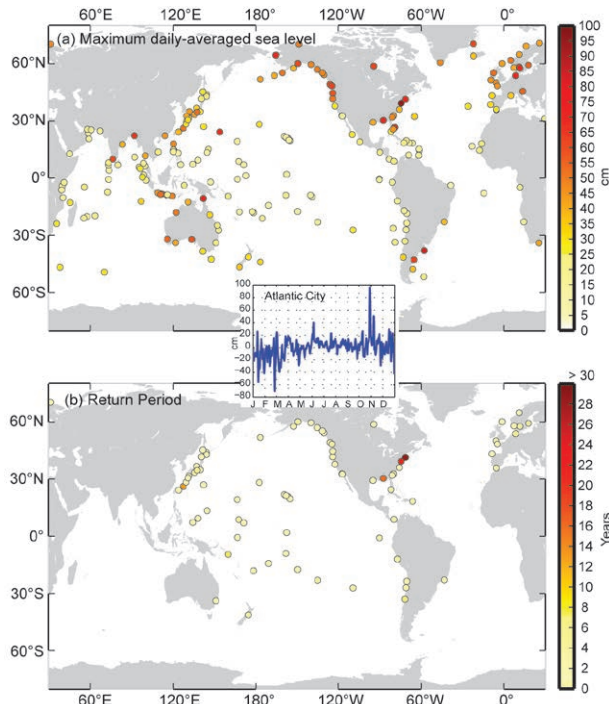 60°E 120°E 180° 120°W 60°W 0°
(a) Maximum daily-averaged sea level
60°N
30°N
0°
30°S
60°S
100
95
90
85
80
75
70
65
60
55
50
45
40
35
30
25
20
15
10
5
0
cm
Atlantic City
100
80
60
40
20
0
-20
-40
-60
-80
cm
J F M A M J J A S O N D
(b) Return Period
60°N
30°N
0°
30°S
60°S
60°E 120°E 180° 120°W 60°W 0°
> 30
28
26
24
22
20
18
16
14
12
10
8
6
4
2
0
Years